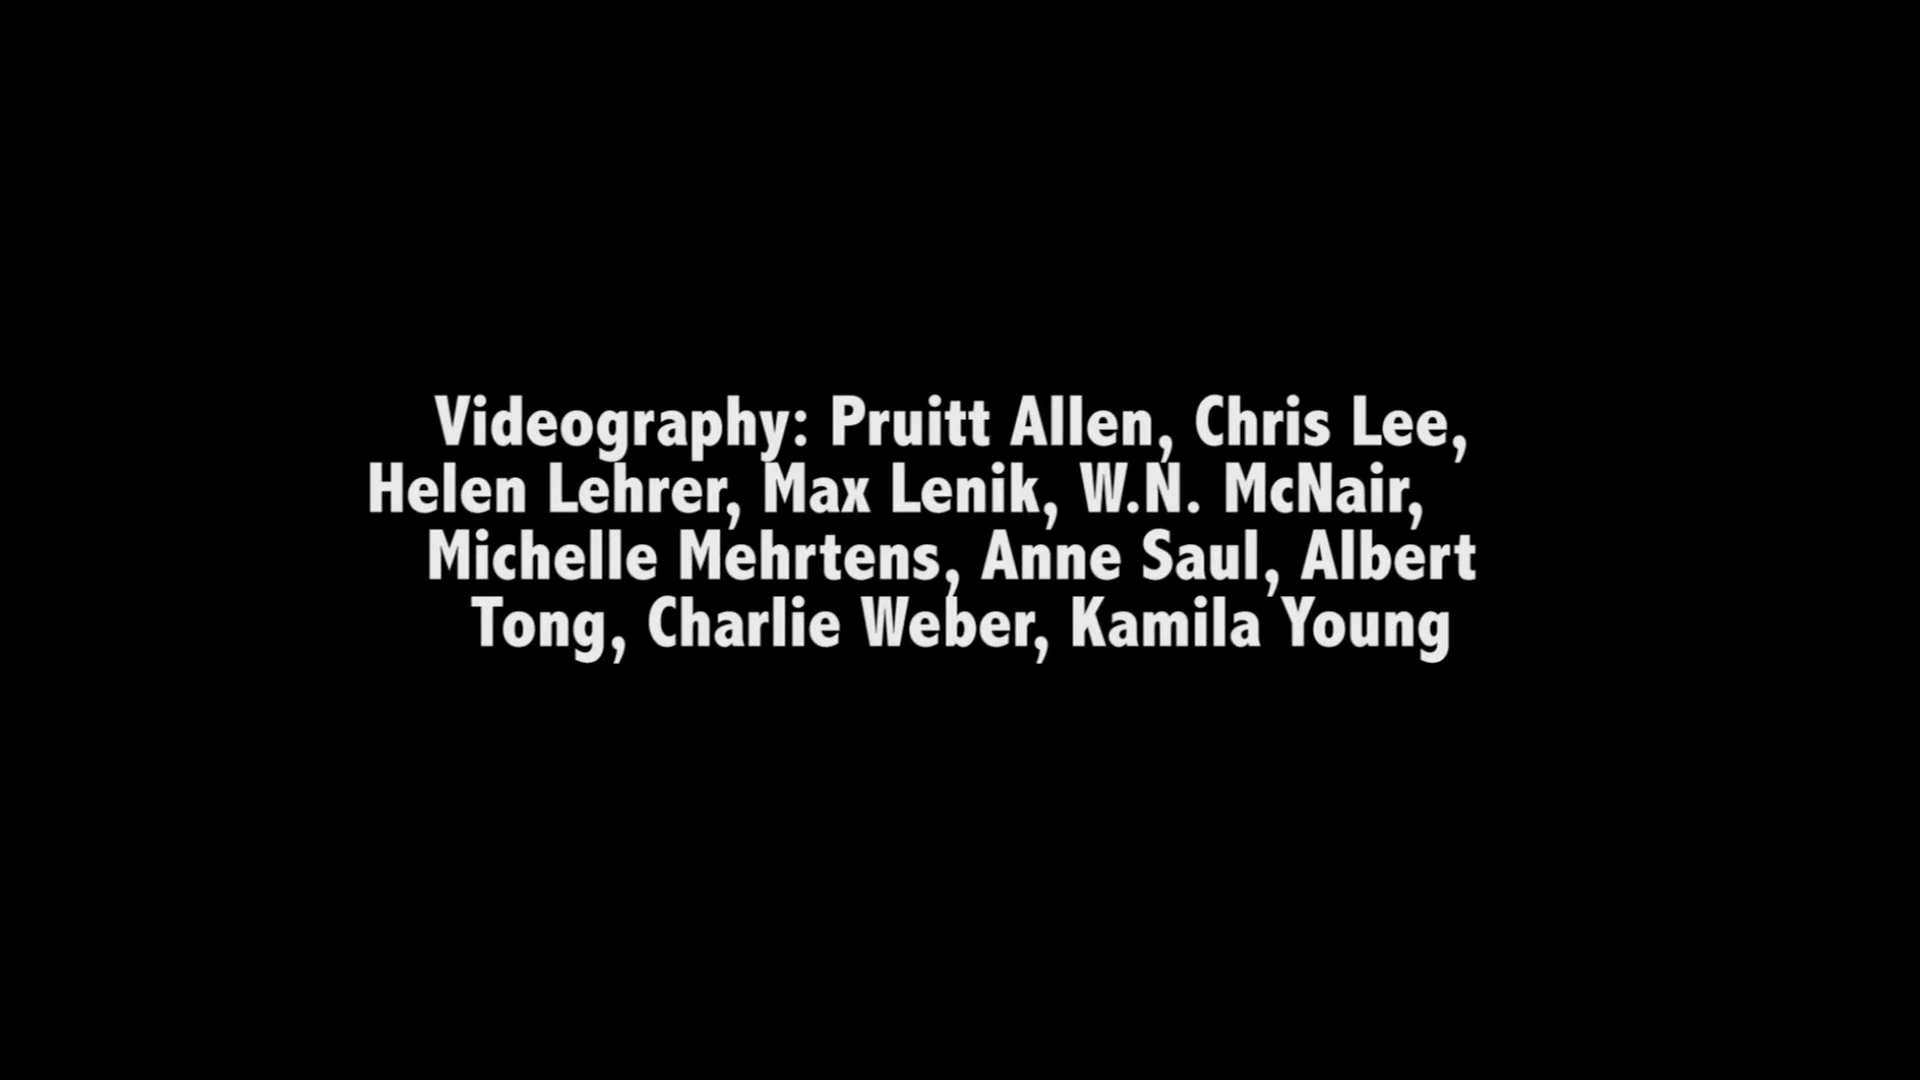 Videography: Pruitt Allen, Chris Lee,
Helen Lehrer, Max Lenik, W.N. McNair,
Michelle Mehrtens, Anne Saul, Albert
Tong, Charlie Weber, Kamila Young